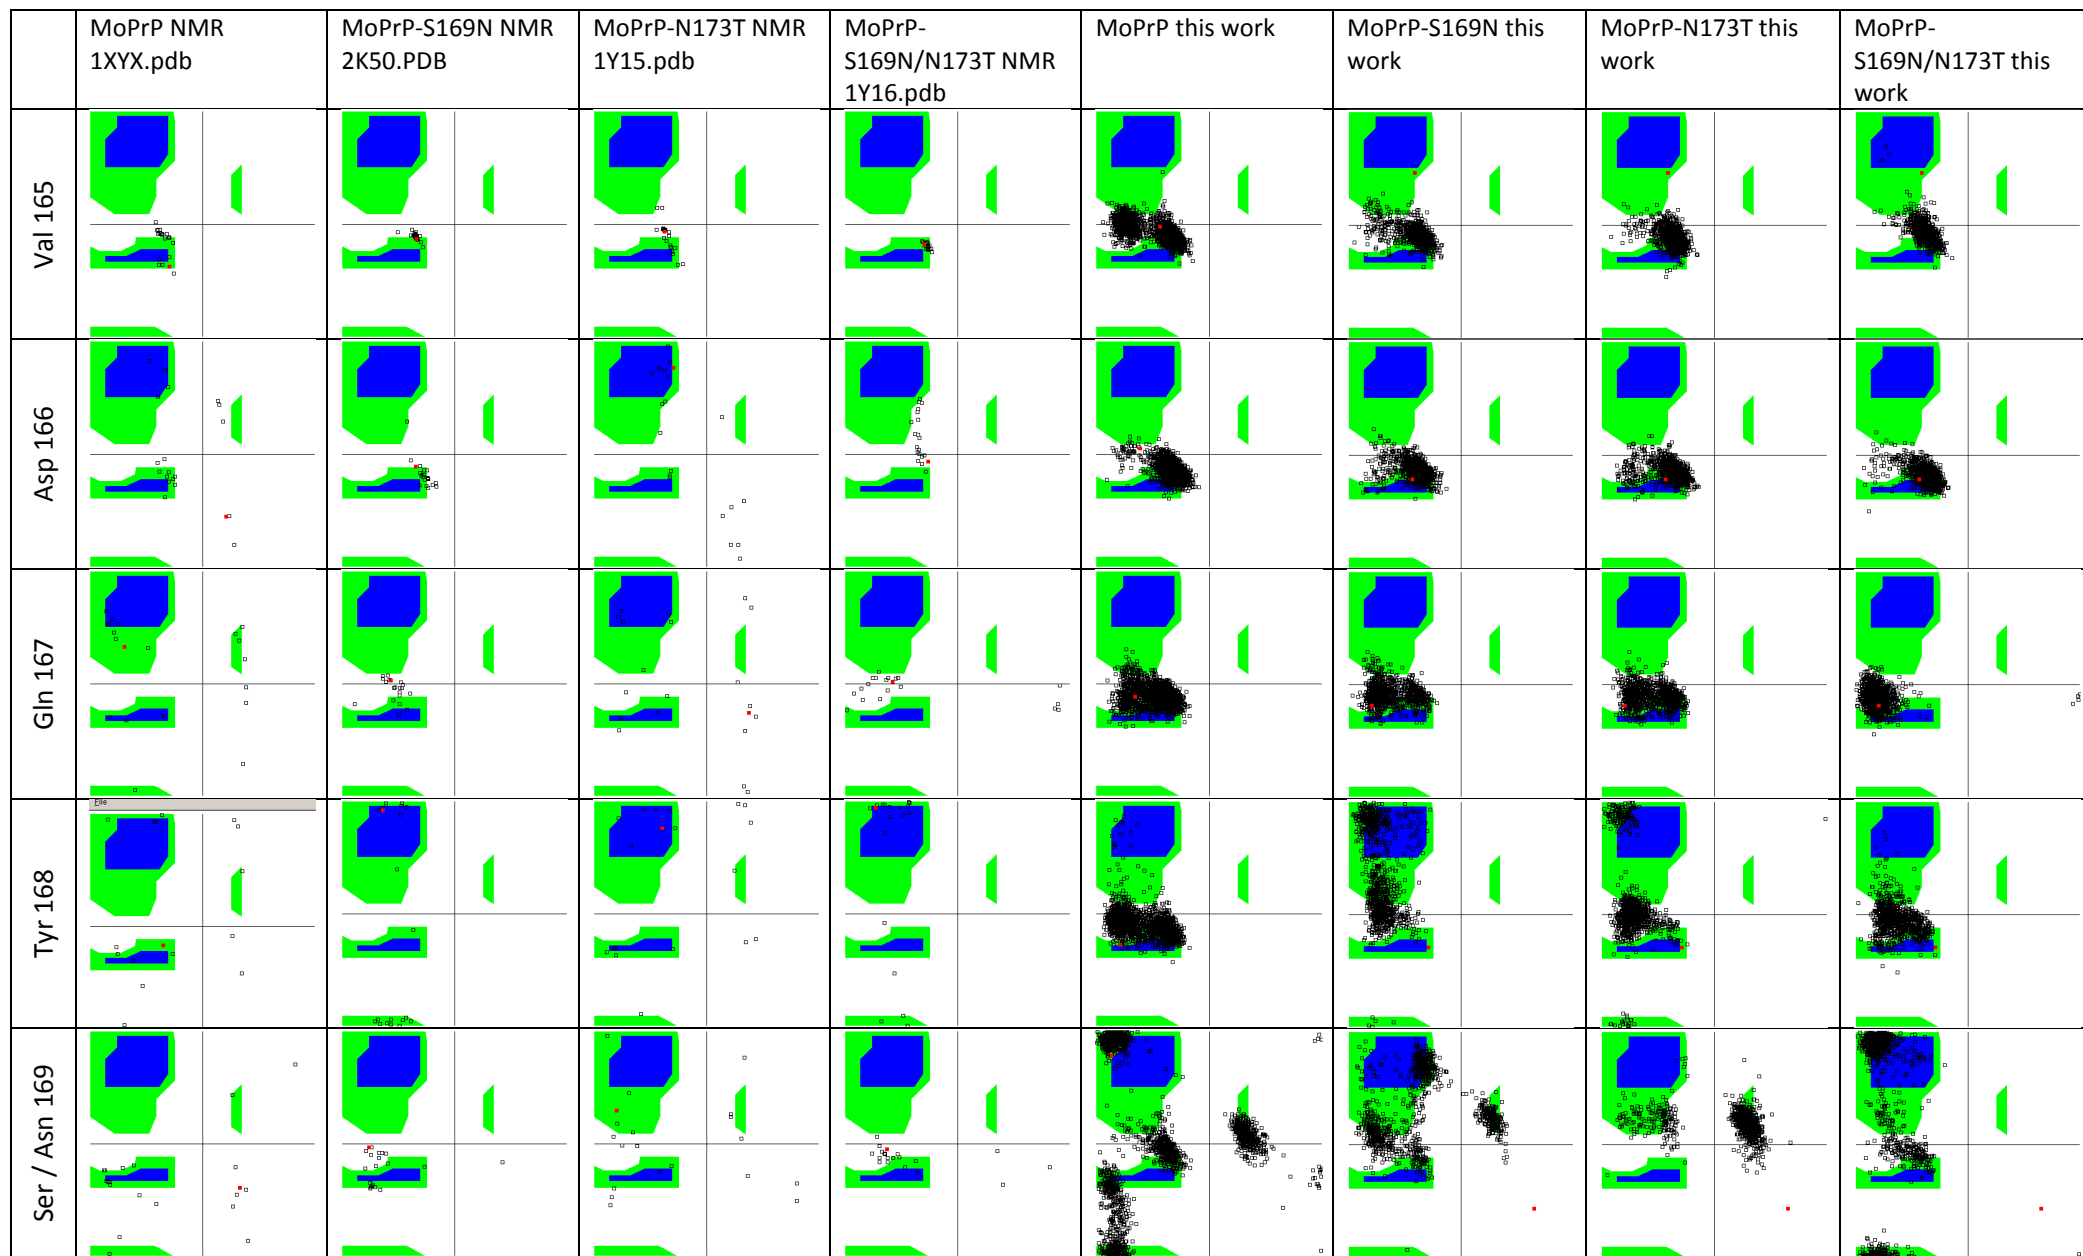 MoPrP NMR
1XYX.pdb
MoPrP-S169N NMR
2K50.PDB
MoPrP-N173T NMR
1Y15.pdb
MoPrP-
S169N/N173T NMR
1Y16.pdb
MoPrP this work
MoPrP-S169N this
work
MoPrP-N173T this
work
MoPrP-
S169N/N173T this
work
Val 165
Asp 166
Gln 167
Tyr 168
File
Ser / Asn 169